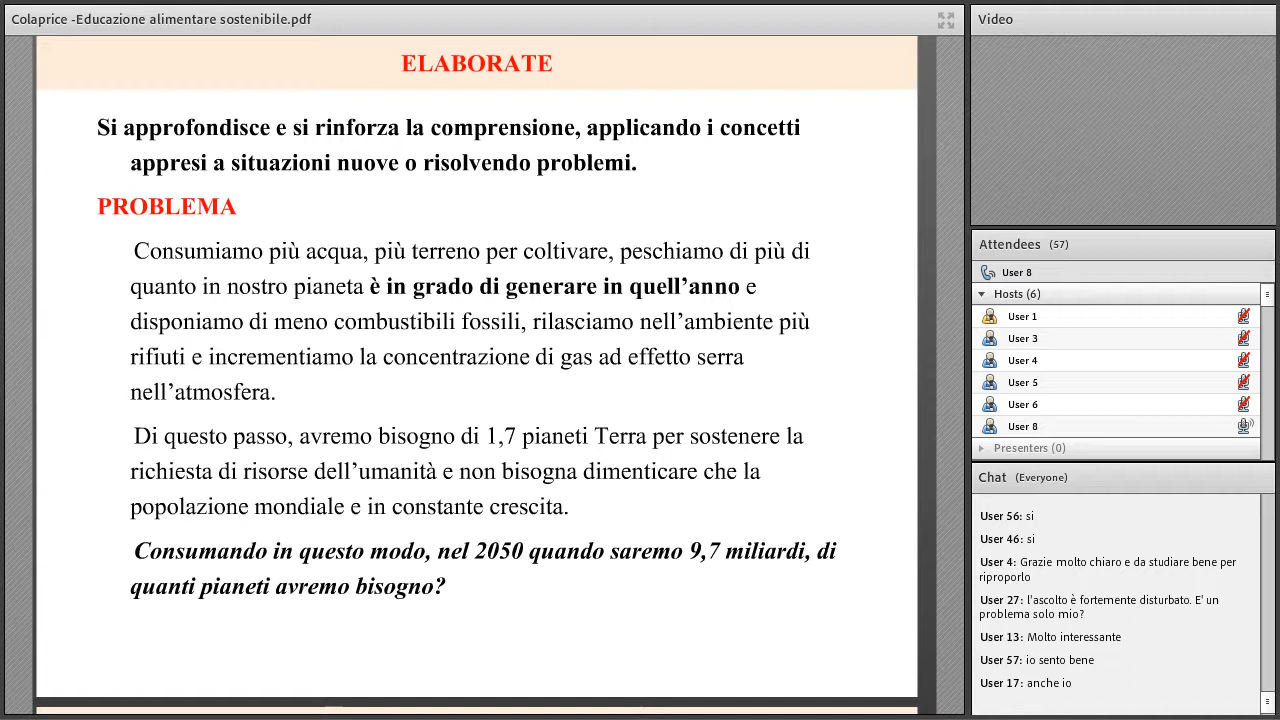 Colaprice -Educazione alimentare sostenibile.pdf
ELABORATE
Si approfondisce e si rinforza la comprensione, applicando i concetti
appresi a situazioni nuove o risolvendo problemi.
PROBLEMA
Consumiamo più acqua, più terreno per coltivare, peschiamo di più di
quanto in nostro pianeta è in grado di generare in quell’anno e
disponiamo di meno combustibili fossili, rilasciamo nell’ambiente più
rifiuti e incrementiamo la concentrazione di gas ad effetto serra
nell’atmosfera.
Di questo passo, avremo bisogno di 1,7 pianeti Terra per sostenere la
richiesta di risorse dell’umanità e non bisogna dimenticare che la
popolazione mondiale e in constante crescita.
Consumando in questo modo, nel 2050 quando saremo 9,7 miliardi, di
quanti pianeti avremo bisogno?
Video
Attendees (57)
User 8
Hosts (6)
User 1
User 3
User 4
User 5
User 6
User 8
Presenters (0)
Chat (Everyone)
User 56: si
User 46: si
User 4: Grazie molto chiaro e da studiare bene per
riproporlo
User 27: l'ascolto è fortemente disturbato. E' un
problema solo mio?
User 13: Molto interessante
User 57: io sento bene
User 17: anche io